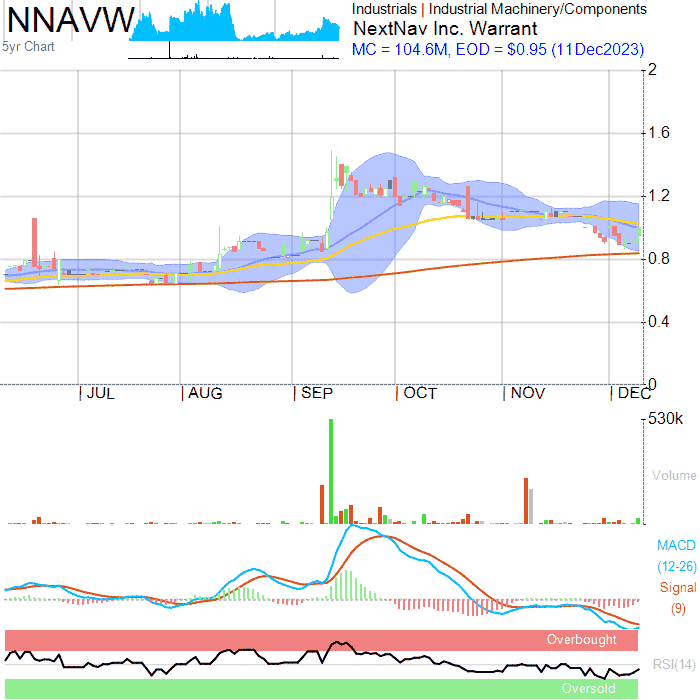 NNAVW
5yr Chart
Industrials | Industrial Machinery/Components
NextNav Inc. Warrant
MC = 104.6M, EOD = $0.95 (11Dec2023)
2
1.6
1.2
0.8
0.4
0
JUL AUG SEP OCT NOV DEC
530k
Volume
MACD
(12-26)
Signal
(9)
Overbought
RSI(14)
Oversold